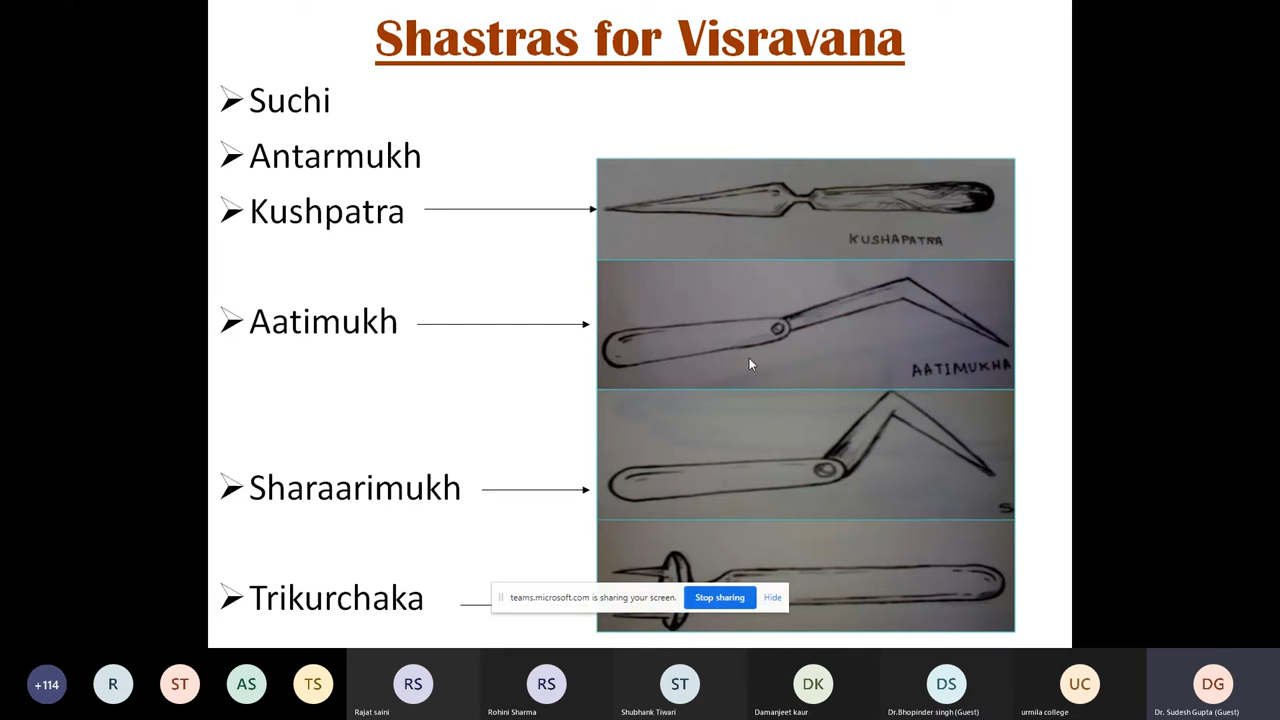 Shastras for Visravana
Suchi
Antarmukh
Kushpatra
KUSHAPATRA
Aatimukh
AATIMUKHA
Sharaarimukh
S
Trikurchaka
teams.microsoft.com is sharing your screen.
Stop sharing
Hide
+114
R
ST
AS
TS
RS
RS
ST
DK
DS
UC
DG
Rajat saini
Rohini Sharma
Shubhank Tiwari
Damanjeet kaur
Dr.Bhopinder singh (Guest)
urmila college
Dr. Sudesh Gupta (Guest)